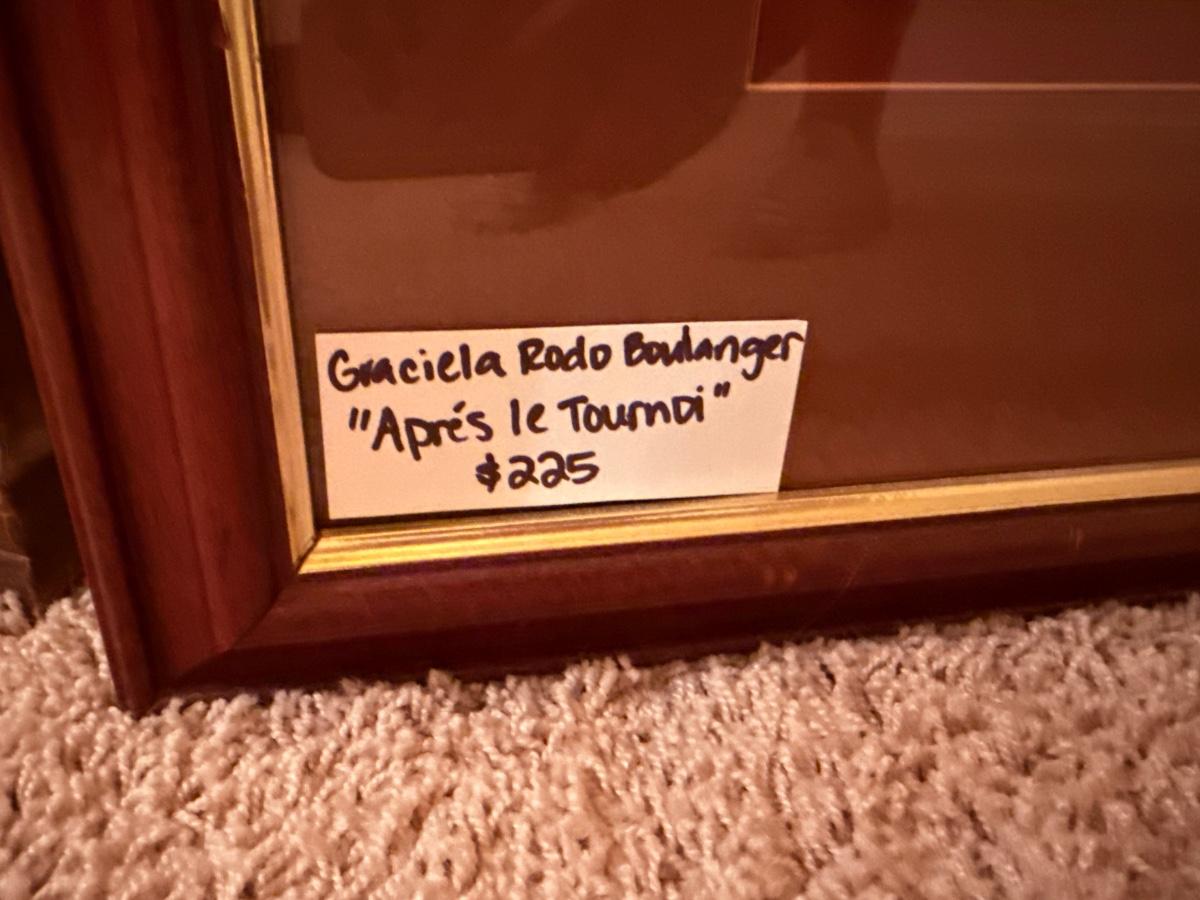 Graciela Rodo Boulanger
"Aprés le Tournoi"
$225